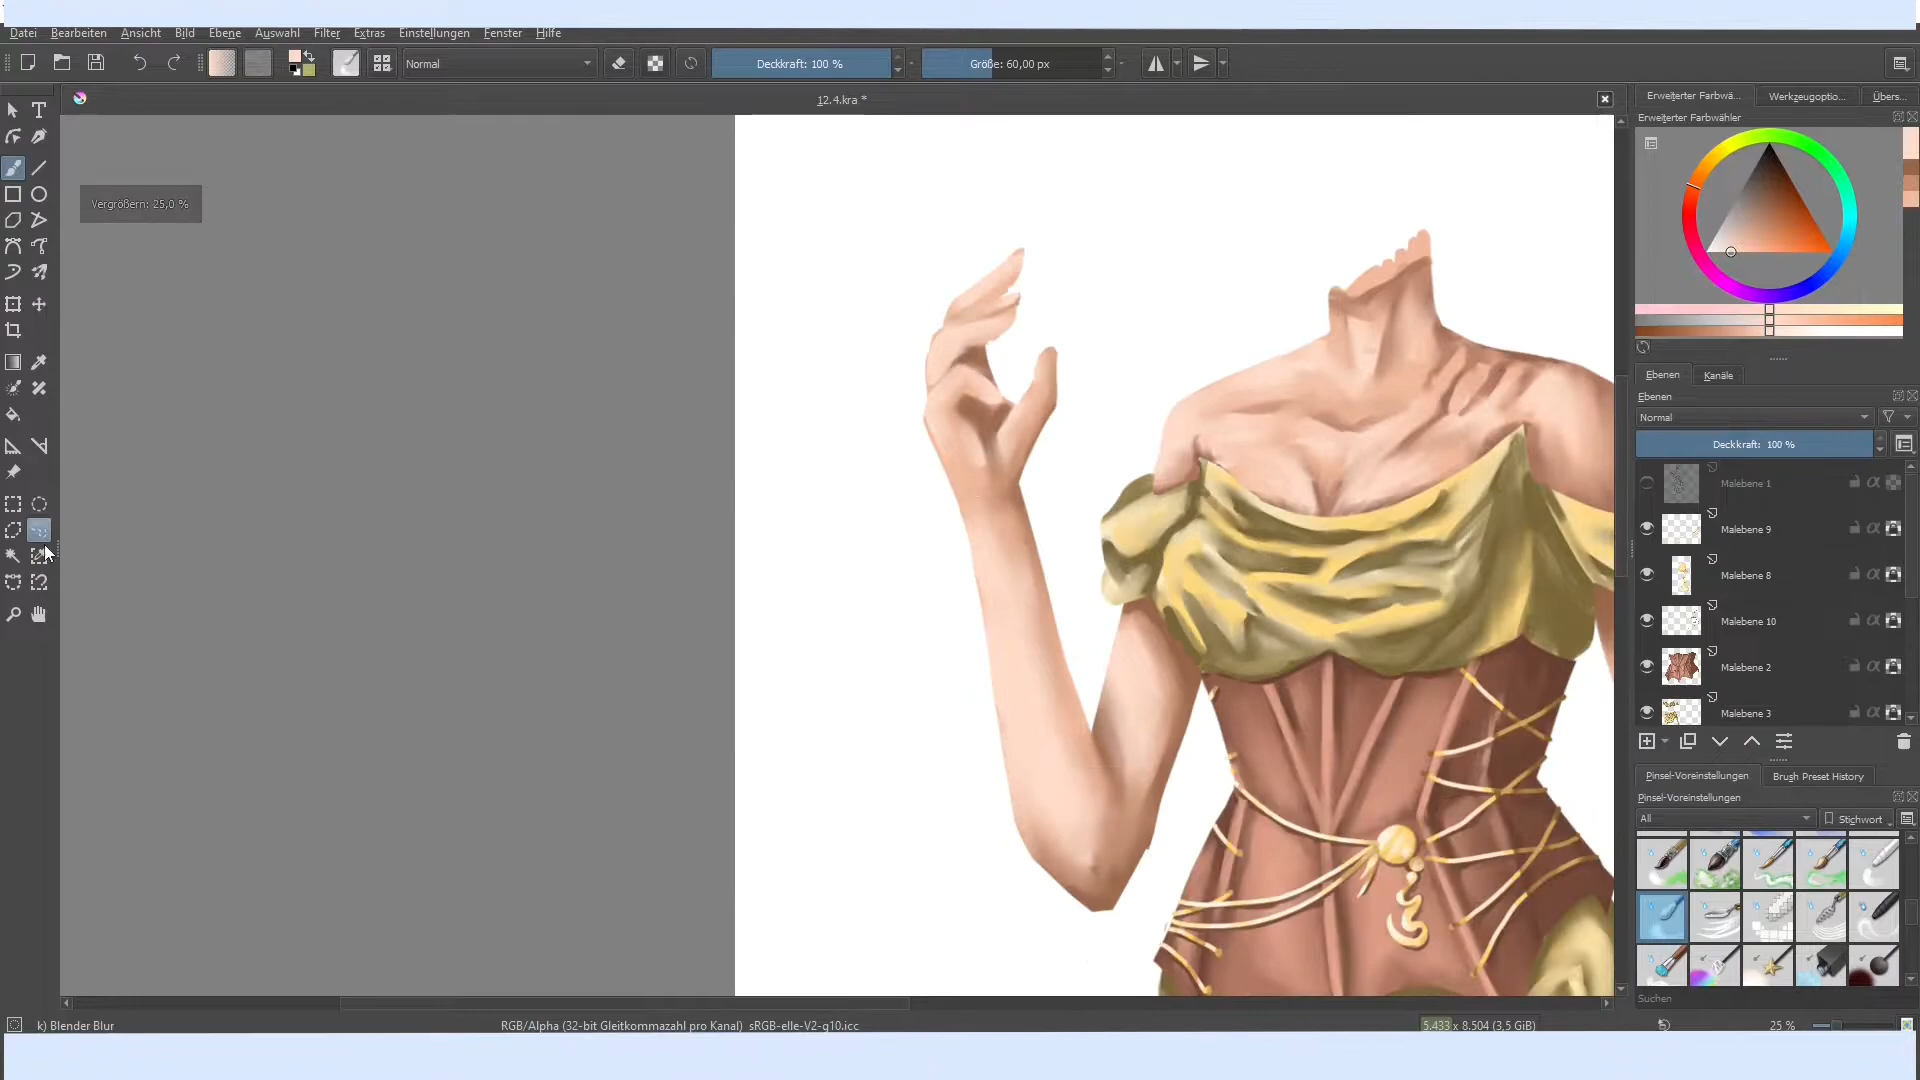 Datei Bearbeiten Ansicht Bild Ebene Auswahl Filter Extras Einstellungen Fenster Hilfe
Normal Deckkraft: 100 % Größe: 60,00 px
12.4.kra *
Vergrößern: 25,0 %
Erweiterter Farbwä... Werkzeugoptio... Übers...
Erweiterter Farbwähler
Ebenen Kanäle
Ebenen
Normal
Deckkraft: 100 %
Malebene 1
Malebene 9
Malebene 8
Malebene 10
Malebene 2
Malebene 3
Pinsel-Voreinstellungen Brush Preset History
Pinsel-Voreinstellungen
All Stichwort
Suchen
k) Blender Blur RGB/Alpha (32-bit Gleitkommazahl pro Kanal) sRGB-elle-V2-g10.icc 5.433 x 8.504 (3,5 GiB) 25 %